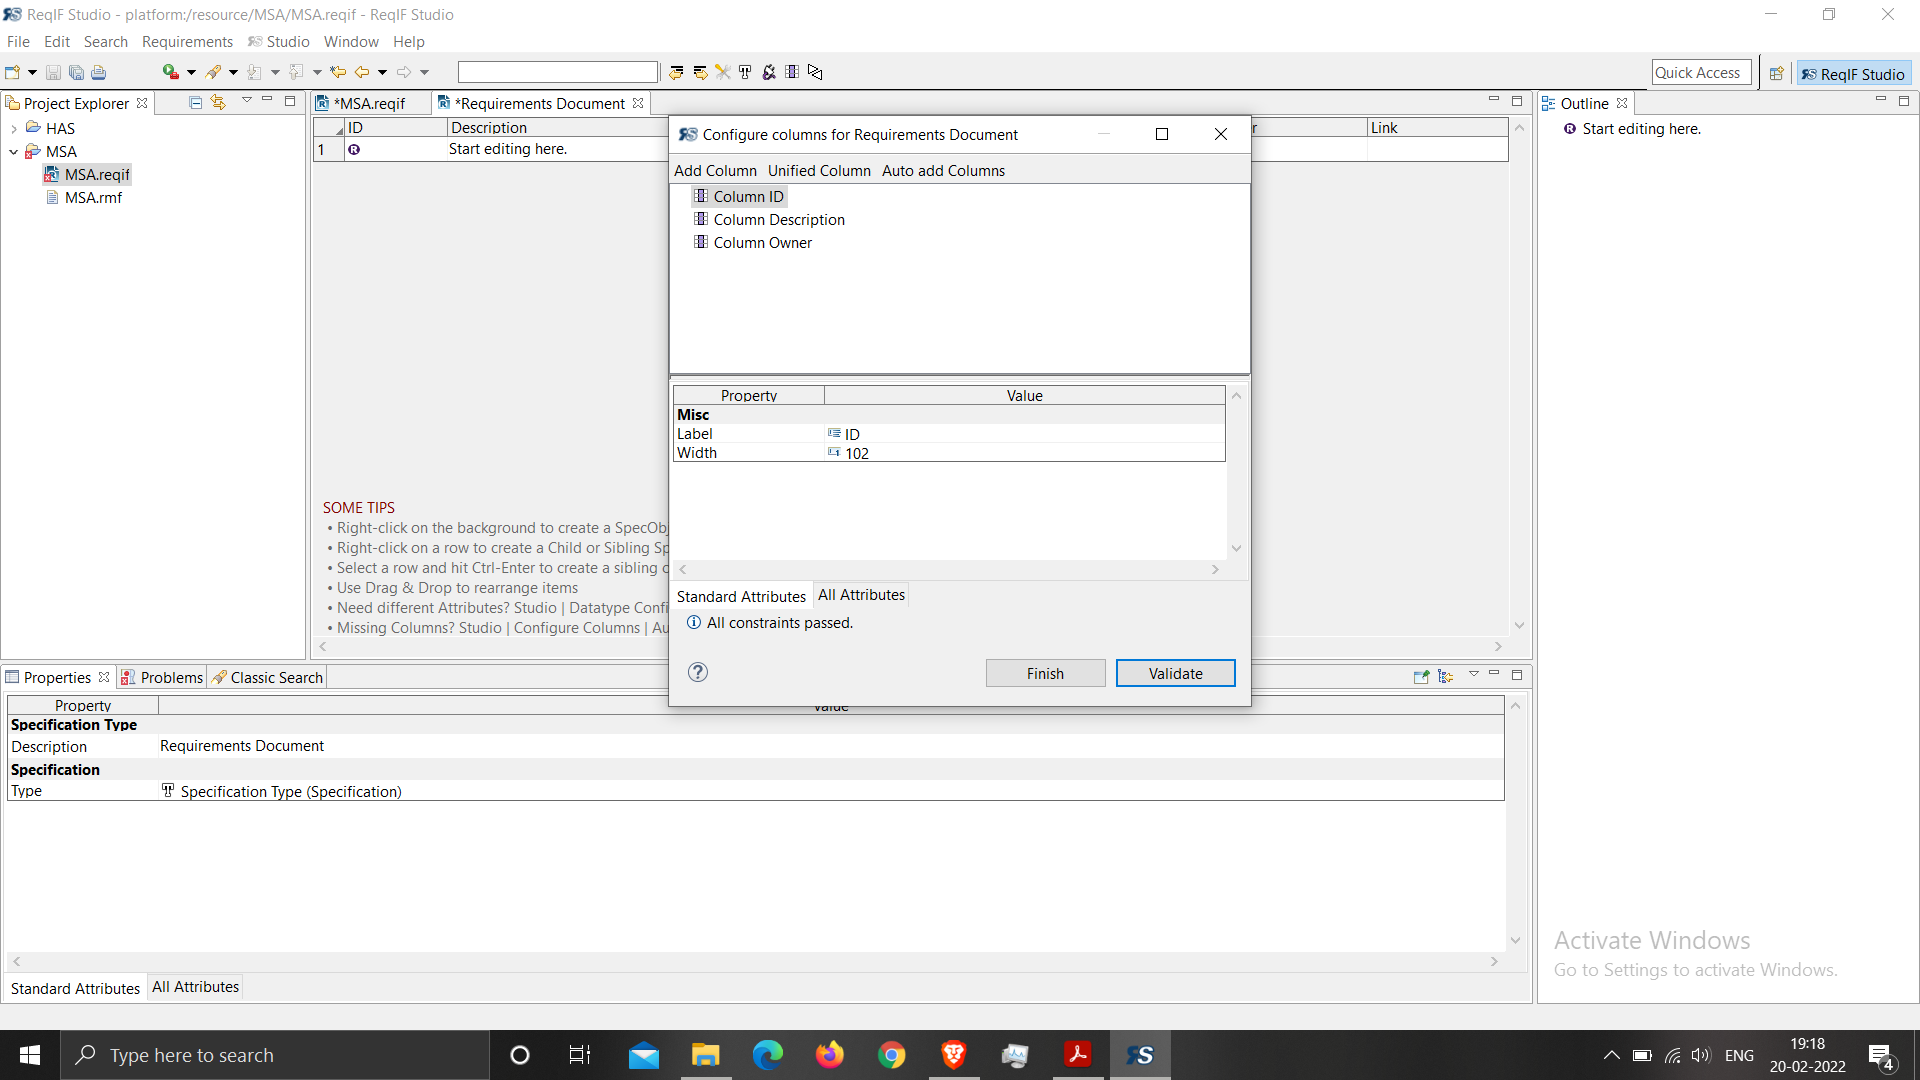 ReqIF Studio - platform:/resource/MSA/MSA.reqif - ReqIF Studio
File Edit Search Requirements Studio Window Help
Quick Access ReqIF Studio
Project Explorer
HAS
MSA
MSA.reqif
MSA.rmf
*MSA.reqif *Requirements Document
ID Description Link
1 Start editing here.
SOME TIPS
• Right-click on the background to create a SpecOb
• Right-click on a row to create a Child or Sibling Sp
• Select a row and hit Ctrl-Enter to create a sibling
• Use Drag & Drop to rearrange items
• Need different Attributes? Studio | Datatype Confi
• Missing Columns? Studio | Configure Columns | Au
Configure columns for Requirements Document
Add Column Unified Column Auto add Columns
Column ID
Column Description
Column Owner
Property Value
Misc
Label ID
Width 102
Standard Attributes All Attributes
All constraints passed.
Finish Validate
Outline
Start editing here.
Properties Problems Classic Search
Property Value
Specification Type
Description Requirements Document
Specification
Type Specification Type (Specification)
Standard Attributes All Attributes
Activate Windows
Go to Settings to activate Windows.
Type here to search
ENG
19:18
20-02-2022
4